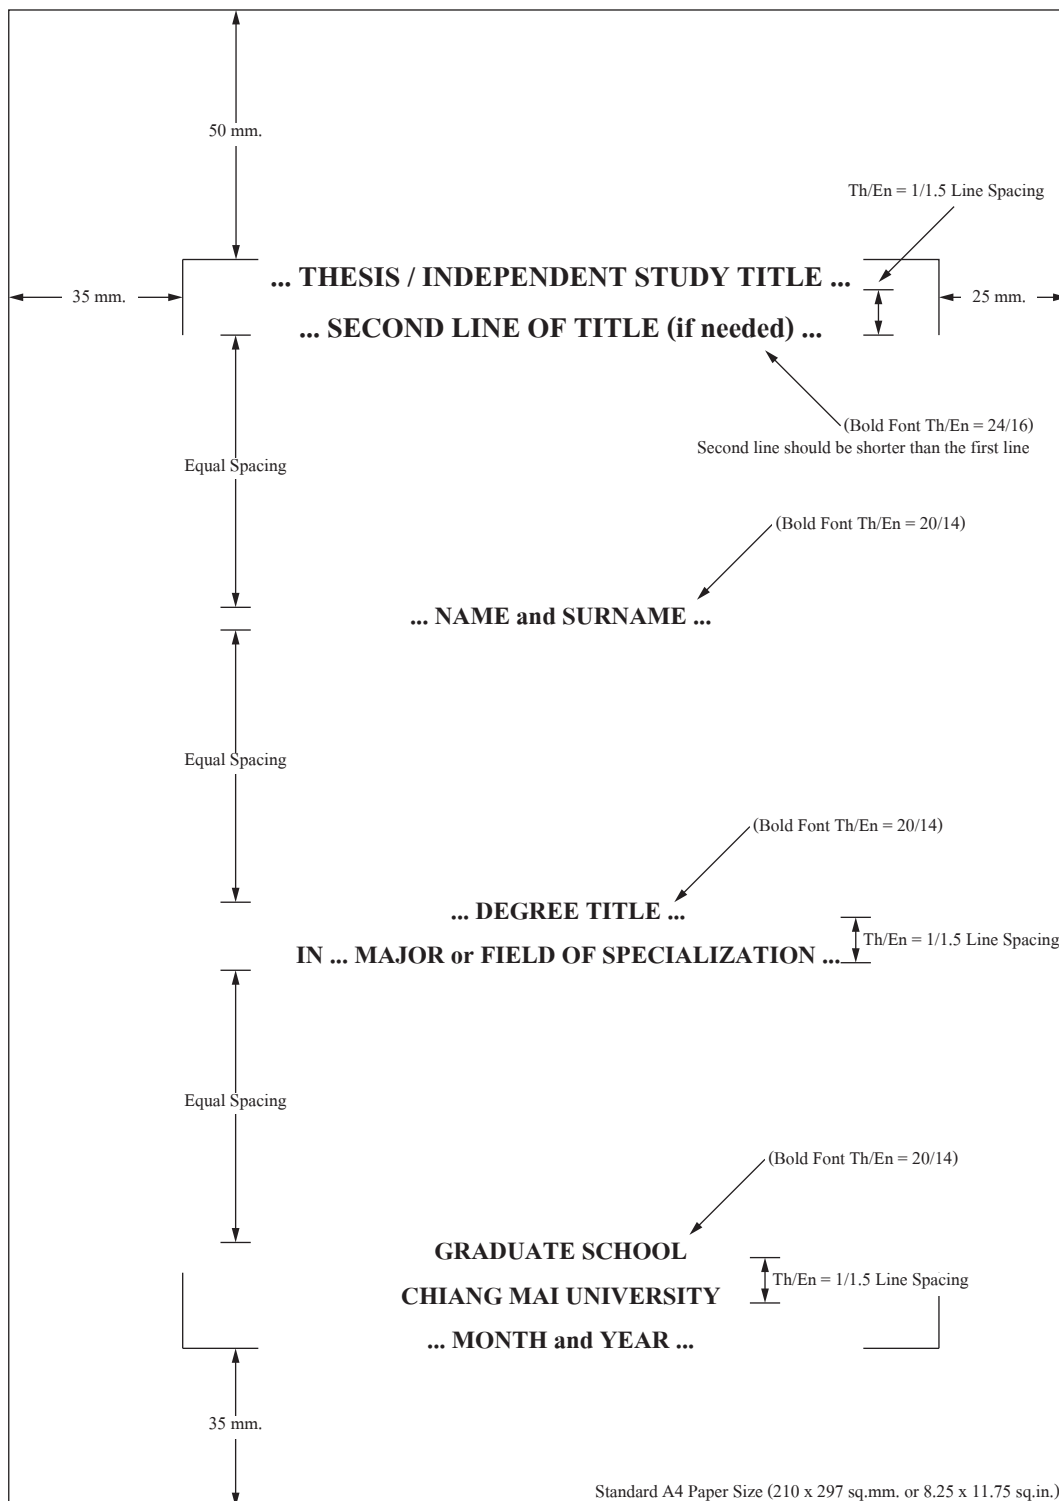 50 mm.
Th/En = 1/1.5 Line Spacing
... THESIS / INDEPENDENT STUDY TITLE ...
35 mm.
25 mm.
... SECOND LINE OF TITLE (if needed) ...
(Bold Font Th/En = 24/16)
Second line should be shorter than the first line
Equal Spacing
(Bold Font Th/En = 20/14)
... NAME and SURNAME ...
Equal Spacing
(Bold Font Th/En = 20/14)
... DEGREE TITLE ...
Th/En = 1/1.5 Line Spacing
IN ... MAJOR or FIELD OF SPECIALIZATION ...
Equal Spacing
(Bold Font Th/En = 20/14)
GRADUATE SCHOOL
Th/En = 1/1.5 Line Spacing
CHIANG MAI UNIVERSITY
... MONTH and YEAR ...
35 mm.
Standard A4 Paper Size (210 x 297 sq.mm. or 8.25 x 11.75 sq.in.)